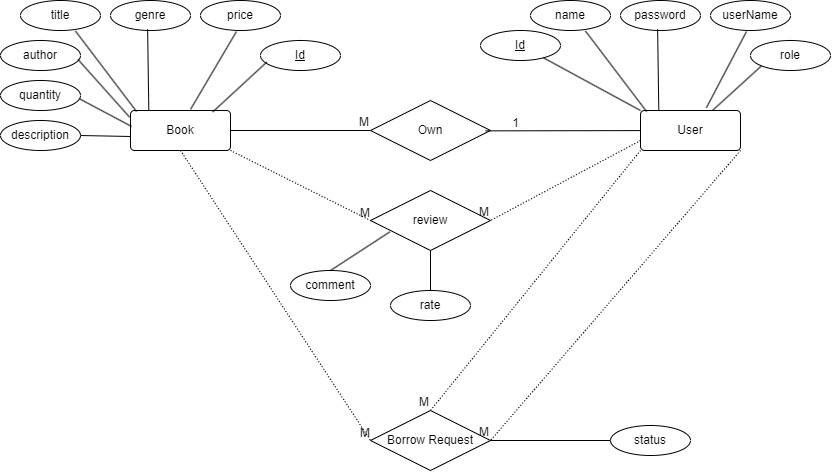 title
genre
price
name
password
userName
author
Id
Id
role
quantity
description
Book
M
Own
1
User
M
review
M
comment
rate
M
M
Borrow Request
M
status